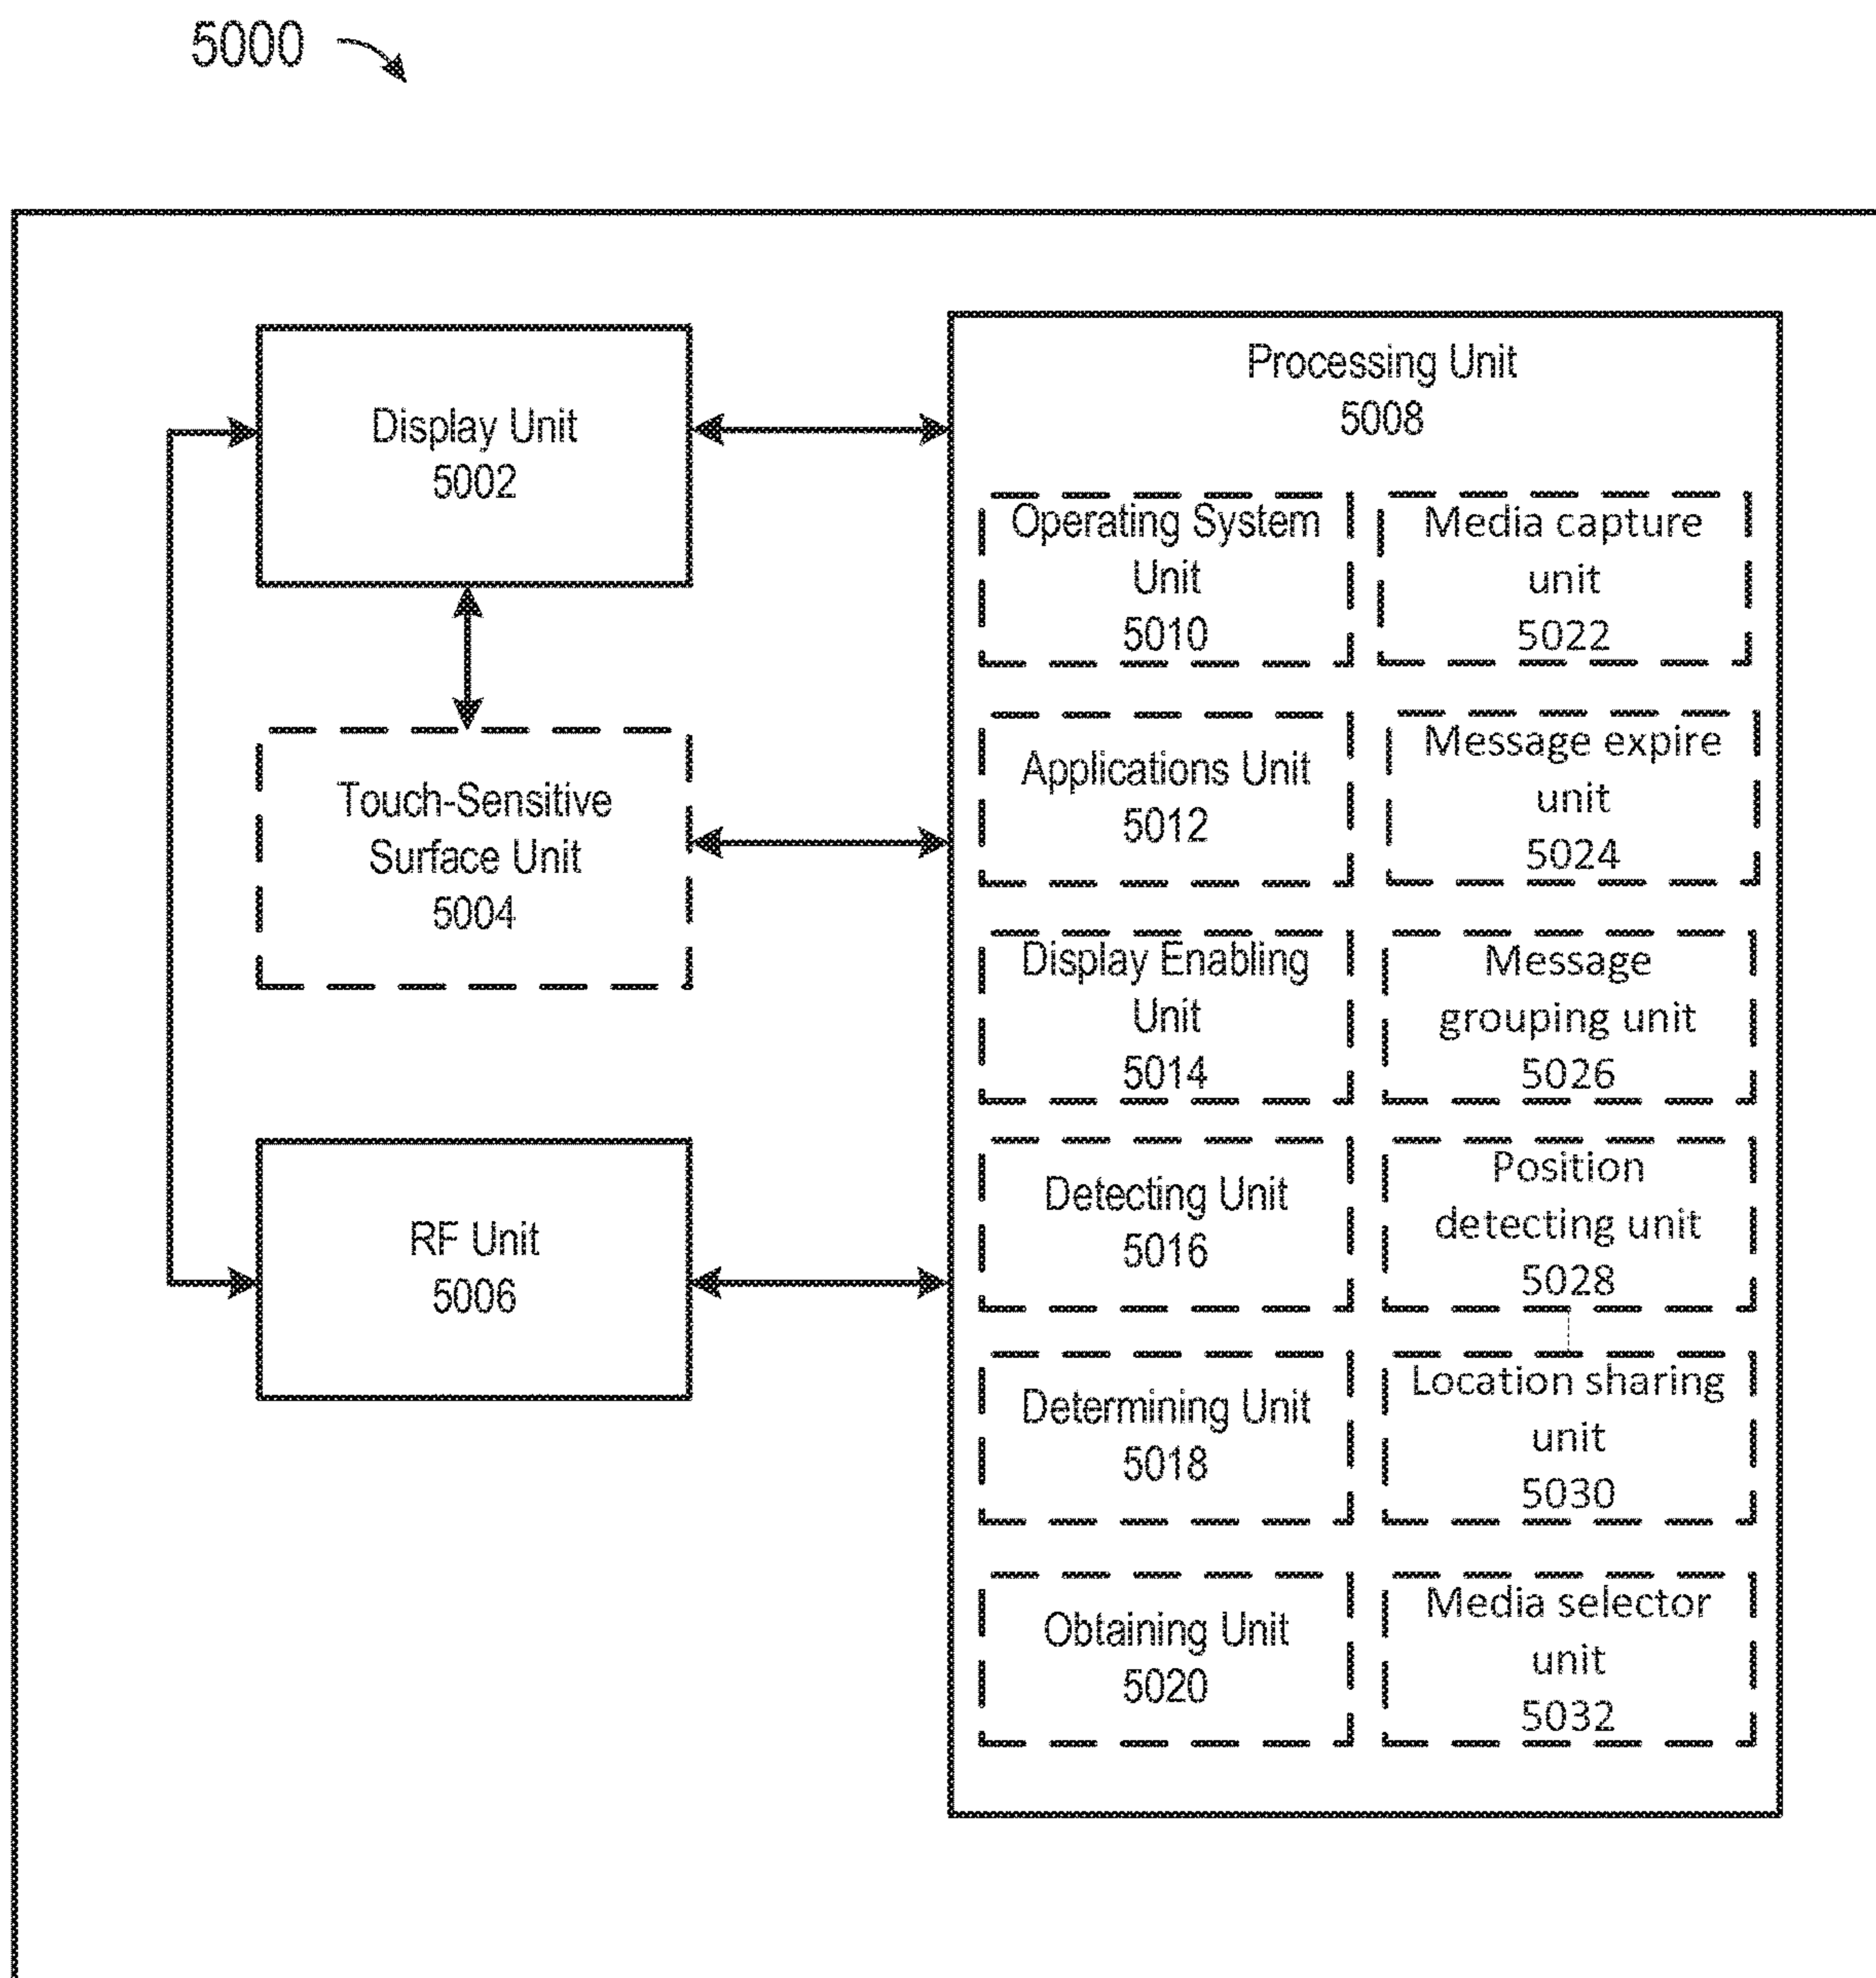 5000
Display Unit
5002
Touch-Sensitive
Surface Unit
5004
RF Unit
5006
Processing Unit
5008
Operating System
Unit
5010
Media capture
unit
5022
Applications Unit
5012
Message expire
unit
5024
Display Enabling
Unit
5014
Message
grouping unit
5026
Detecting Unit
5016
Position
detecting unit
5028
Determining Unit
5018
Location sharing
unit
5030
Obtaining Unit
5020
Media selector
unit
5032